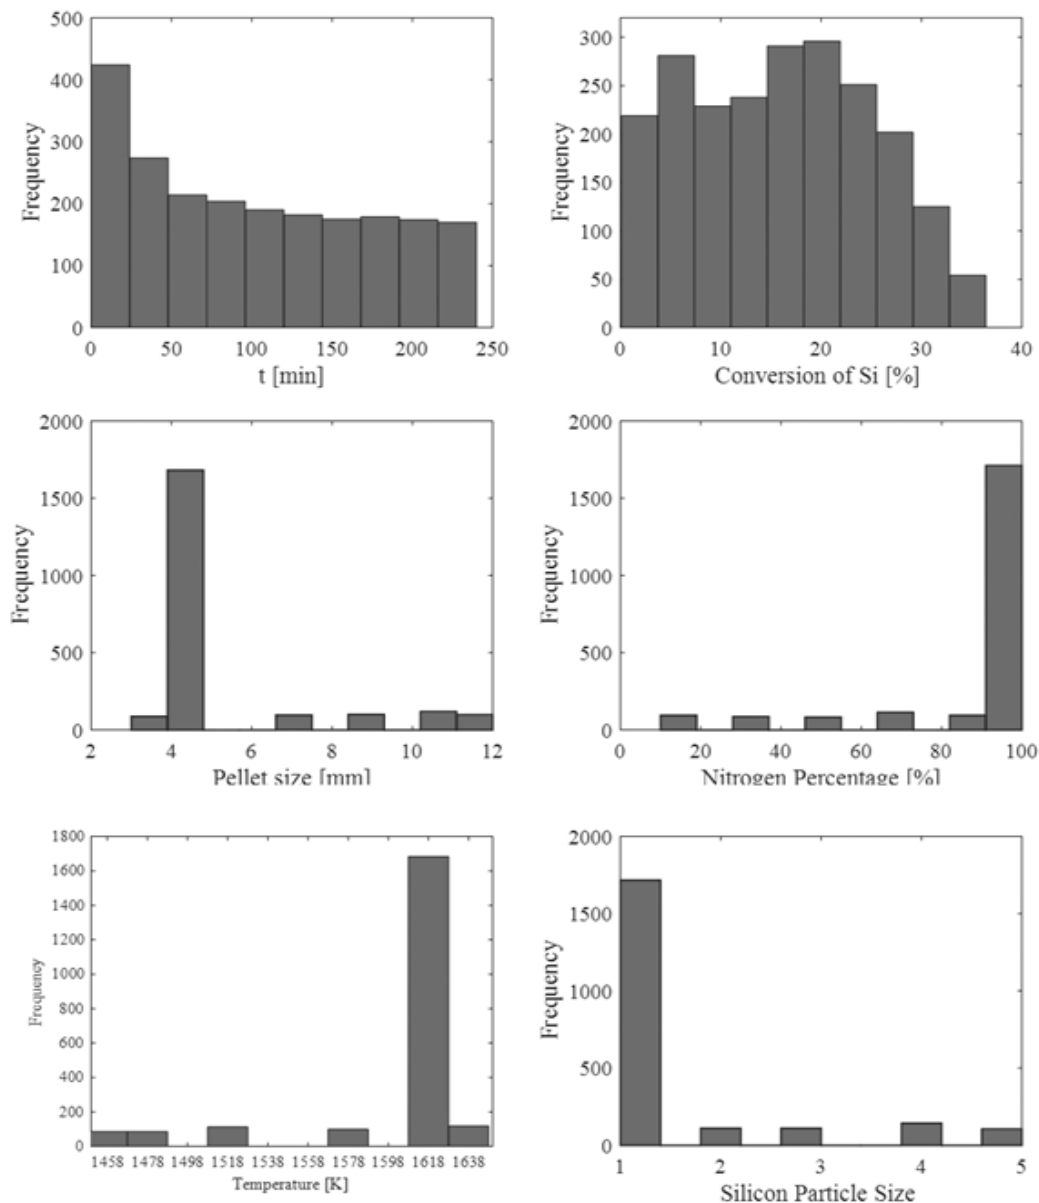 500
400
300
200
100
0
Frequency
0 50 100 150 200 250
t [min]
300
250
200
150
100
50
0
Frequency
0 10 20 30 40
Conversion of Si [%]
2000
1500
1000
500
0
Frequency
2 4 6 8 10 12
Pellet size [mm]
2000
1500
1000
500
0
Frequency
0 20 40 60 80 100
Nitrogen Percentage [%]
1800
1600
1400
1200
1000
800
600
400
200
0
Frequency
1458 1478 1498 1518 1538 1558 1578 1598 1618 1638
Temperature [K]
2000
1500
1000
500
0
Frequency
1 2 3 4 5
Silicon Particle Size